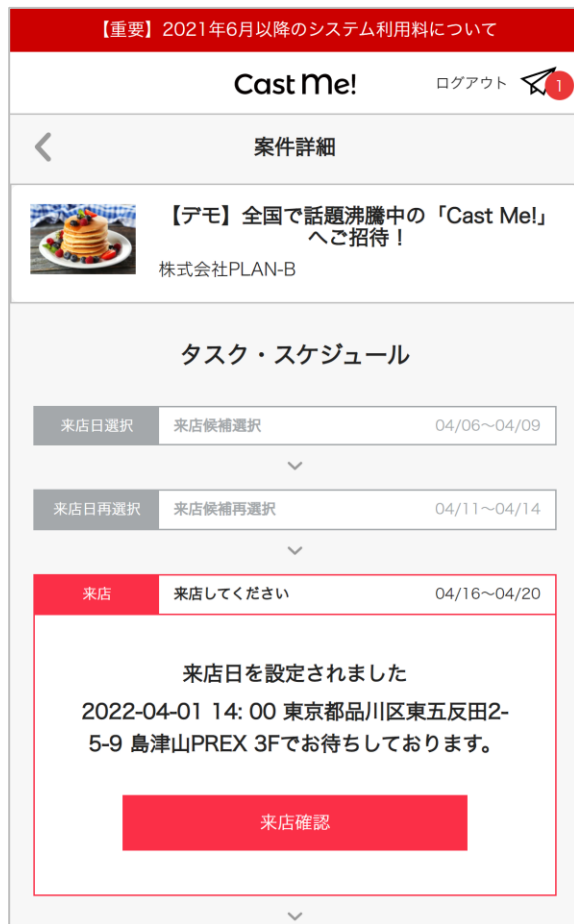 【重要】2021年6月以降のシステム利用料について
Cast Me!
ログアウト
1
案件詳細
【デモ】全国で話題沸騰中の「Cast Me!」
へご招待！
株式会社PLAN-B
タスク・スケジュール
来店日選択 来店候補選択 04/06〜04/09
来店日再選択 来店候補再選択 04/11〜04/14
来店 来店してください 04/16〜04/20
来店日を設定されました
2022-04-01 14: 00 東京都品川区東五反田2-
5-9 島津山PREX 3Fでお待ちしております。
来店確認